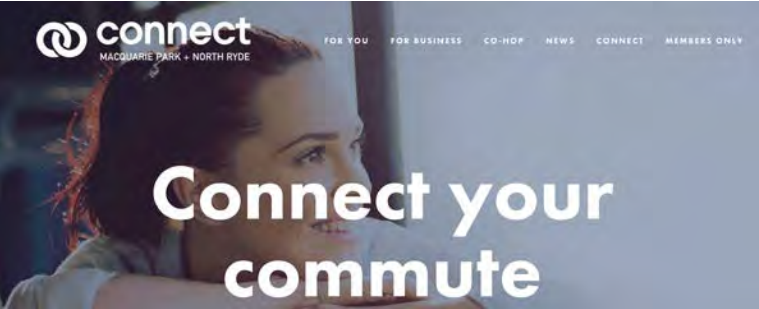 connect
MACQUARIE PARK + NORTH RYDE
FOR YOU FOR BUSINESS CO-HOP NEWS CONNECT MEMBERS ONLY
Connect your
commute